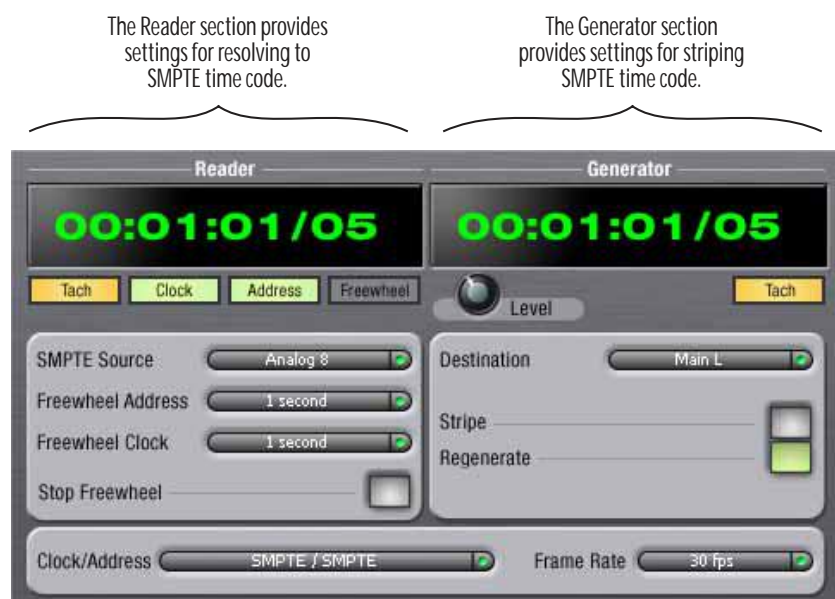 The Reader section provides
settings for resolving to
SMPTE time code.
The Generator section
provides settings for striping
SMPTE time code.
Reader
Generator
00:01:01/05
00:01:01/05
Tach
Clock
Address
Freewheel
Level
Tach
SMPTE Source
Analog 8
Freewheel Address
1 second
Freewheel Clock
1 second
Stop Freewheel
Destination
Main L
Stripe
Regenerate
Clock/Address
SMPTE / SMPTE
Frame Rate
30 fps